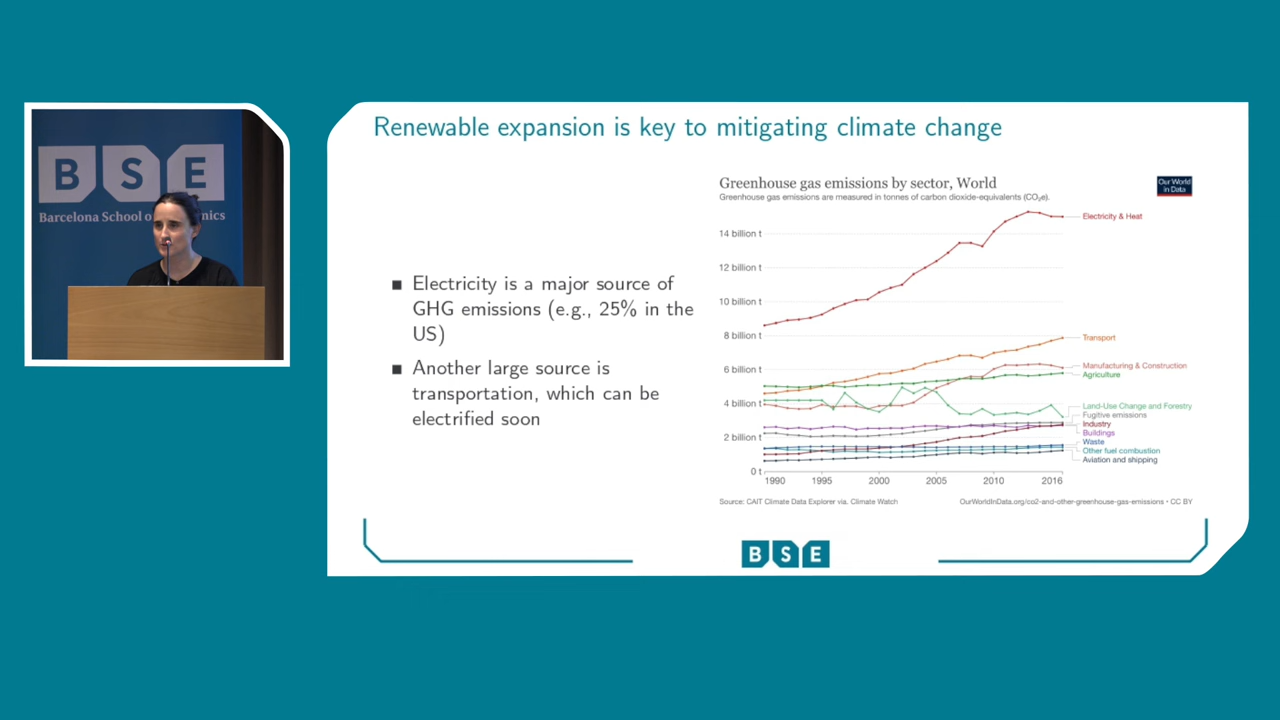 BSE
Barcelona School of
nics
Renewable expansion is key to mitigating climate change
■ Electricity is a major source of
GHG emissions (e.g., 25% in the
US)
■ Another large source is
transportation, which can be
electrified soon
Greenhouse gas emissions by sector, World
Greenhouse gas emissions are measured in tonnes of carbon dioxide-equivalents (CO₂e).
Our World
in Data
14 billion t
12 billion t
10 billion t
8 billion t
6 billion t
4 billion t
2 billion t
0 t
1990 1995 2000 2005 2010 2016
Electricity & Heat
Transport
Manufacturing & Construction
Agriculture
Land-Use Change and Forestry
Fugitive emissions
Industry
Buildings
Waste
Other fuel combustion
Aviation and shipping
Source: CAIT Climate Data Explorer via. Climate Watch
OurWorldInData.org/co2-and-other-greenhouse-gas-emissions • CC BY
BSE